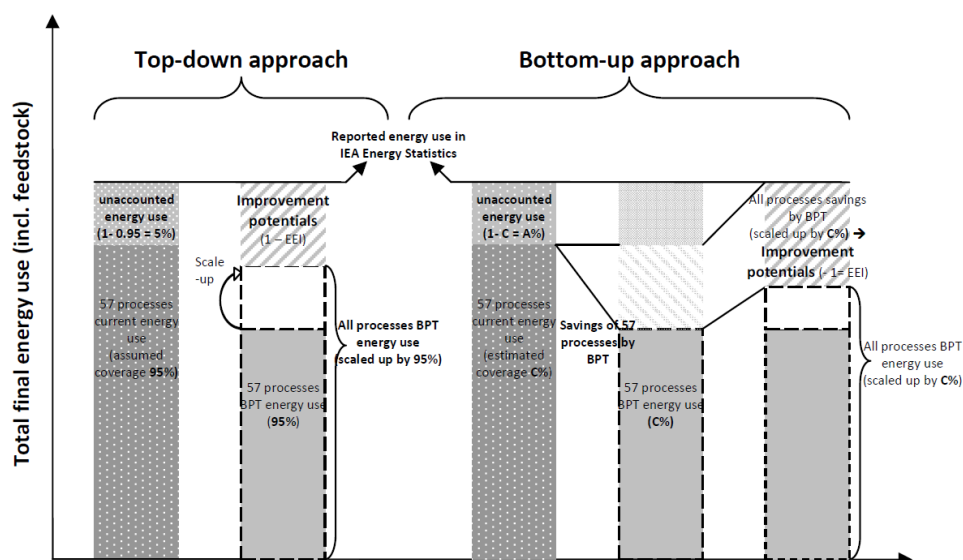 Total final energy use (incl. feedstock)
Top-down approach
Bottom-up approach
Reported energy use in
IEA Energy Statistics
unaccounted
energy use
(1- 0.95 = 5%)
Improvement
potentials
(1 – EEI)
Scale
-up
57 processes
current energy
use
(assumed
coverage 95%)
57 processes
BPT energy use
(95%)
All processes BPT
energy use
(scaled up by 95%)
unaccounted
energy use
(1- C = A%)
57 processes
current energy
use
(estimated
coverage C%)
Savings of 57
processes by
BPT
57 processes
BPT energy use
(C%)
All processes savings
by BPT
(scaled up by C%) →
Improvement
potentials (- 1= EEI)
All processes BPT
energy use
(scaled up by C%)